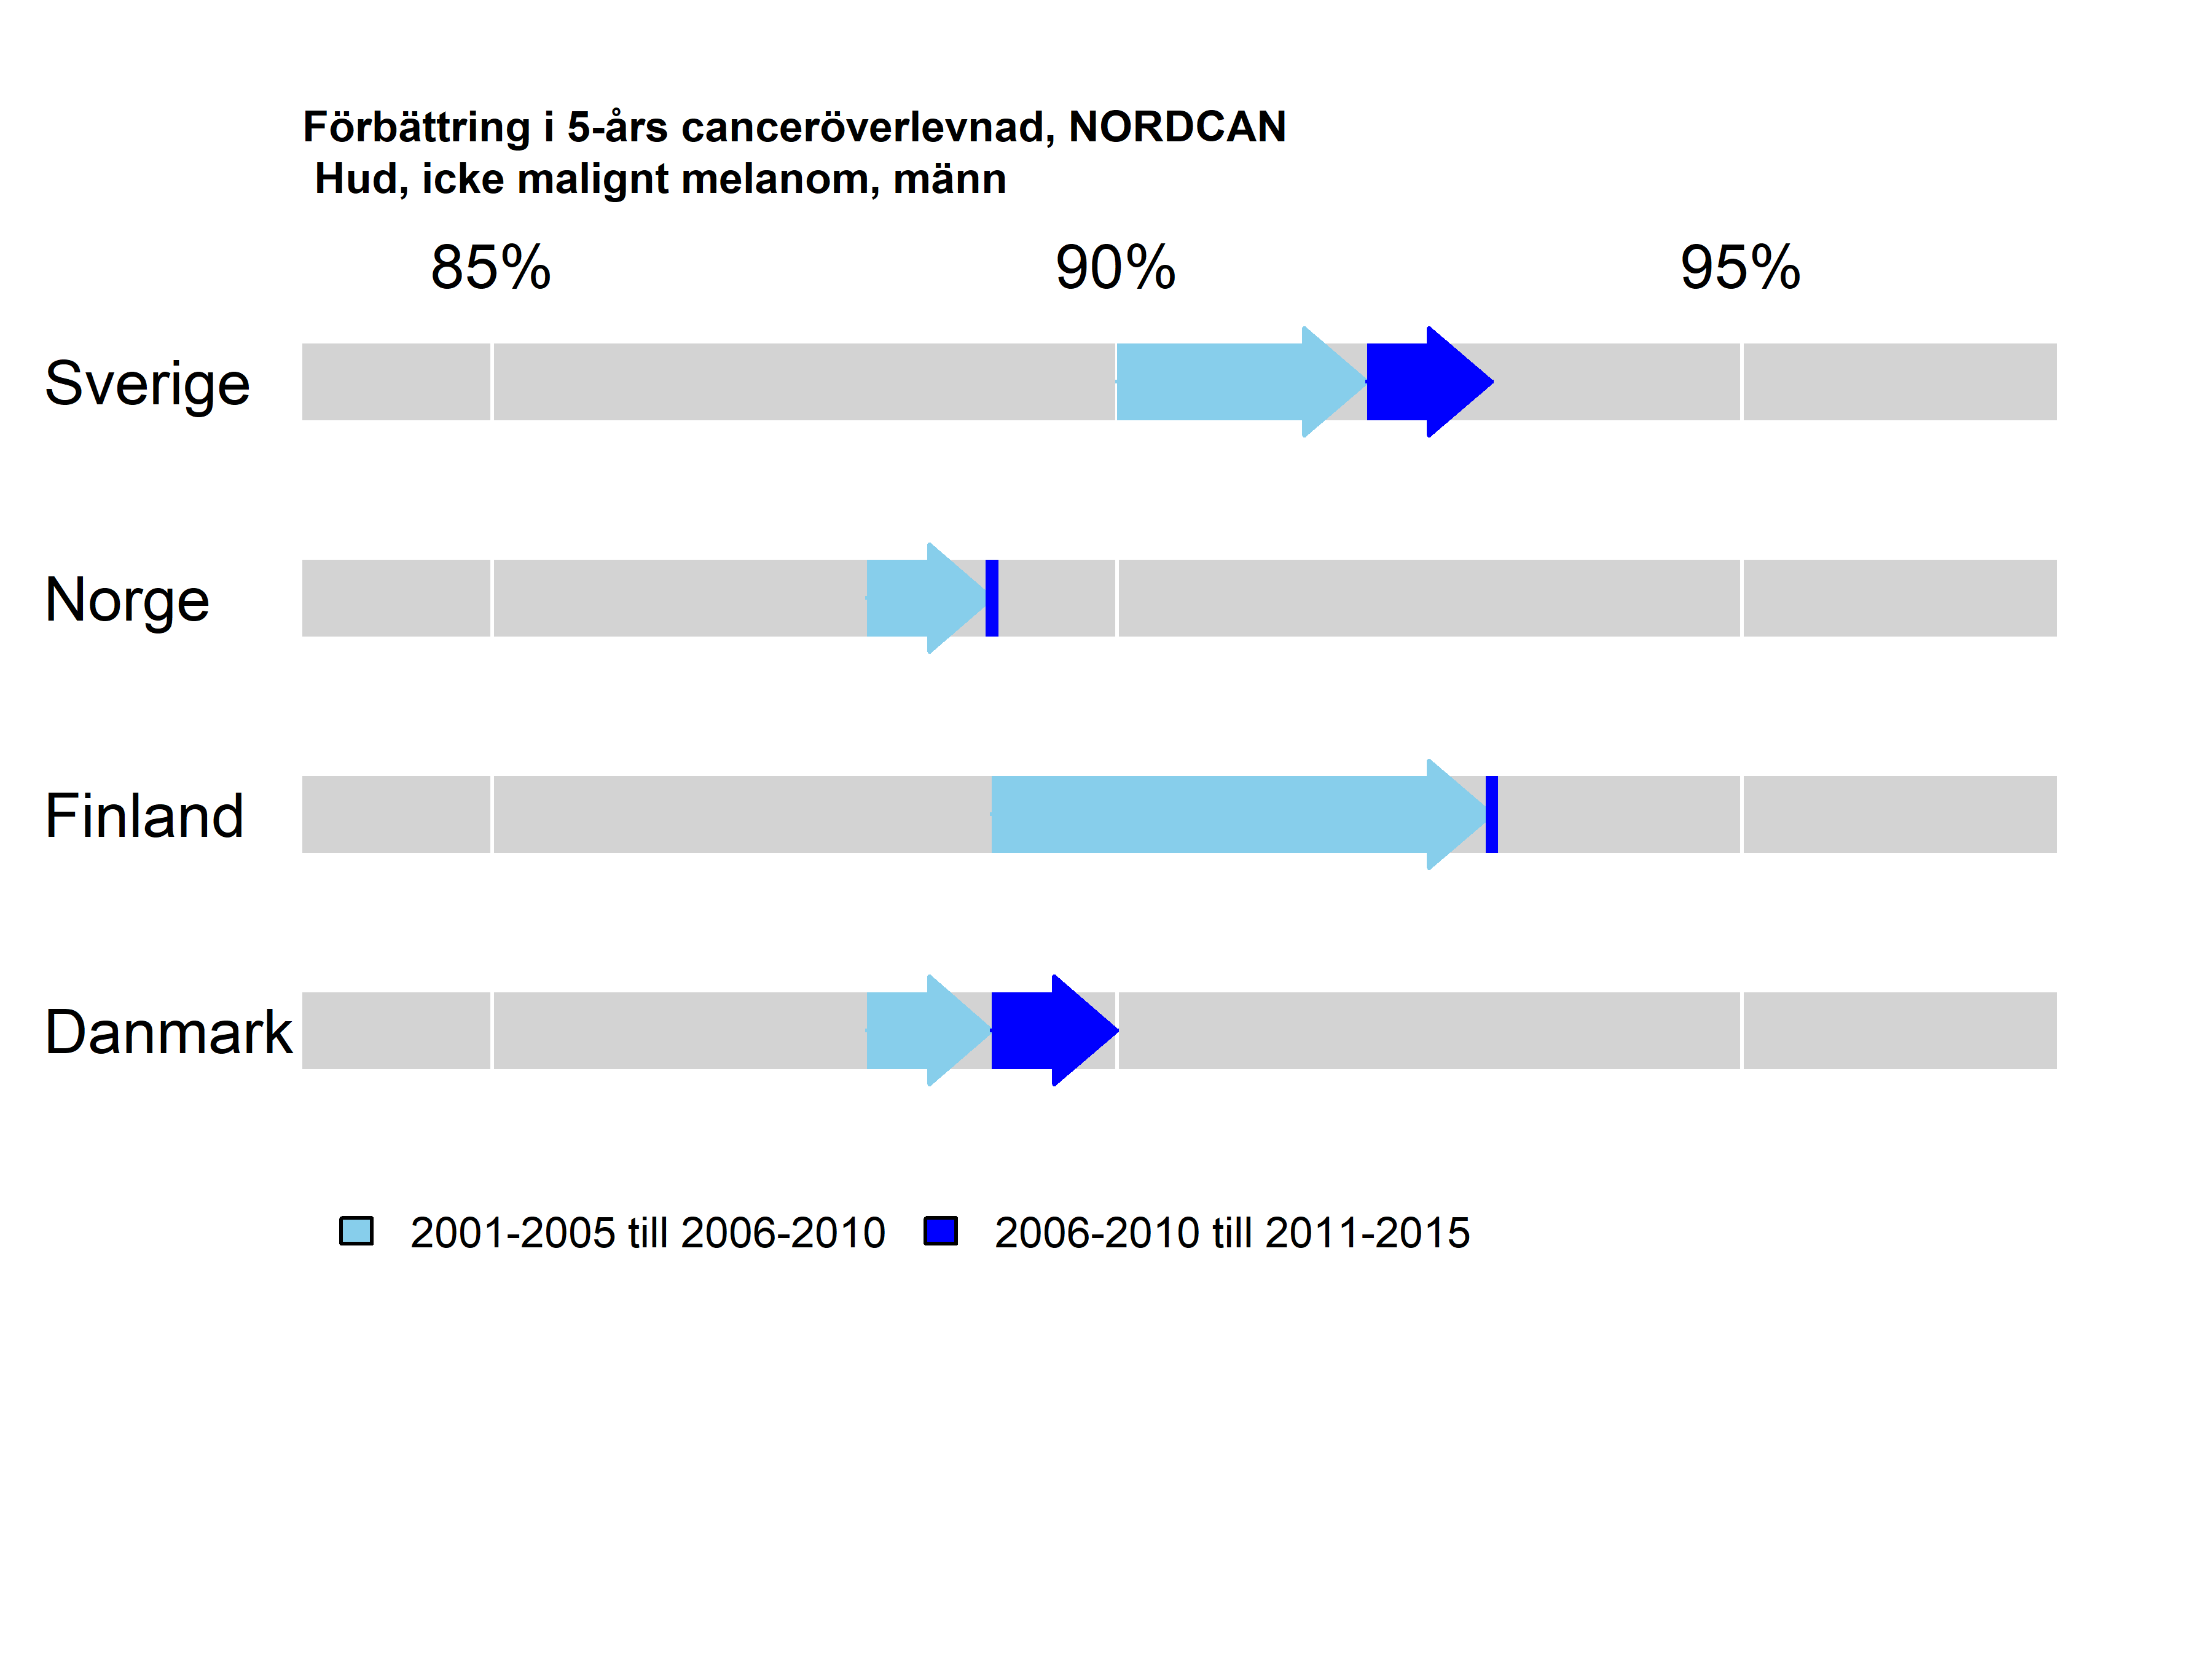 Förbättring i 5-års canceröverlevnad, NORDCAN
Hud, icke malignt melanom, männ
85% 90% 95%
Sverige
Norge
Finland
Danmark
2001-2005 till 2006-2010 2006-2010 till 2011-2015